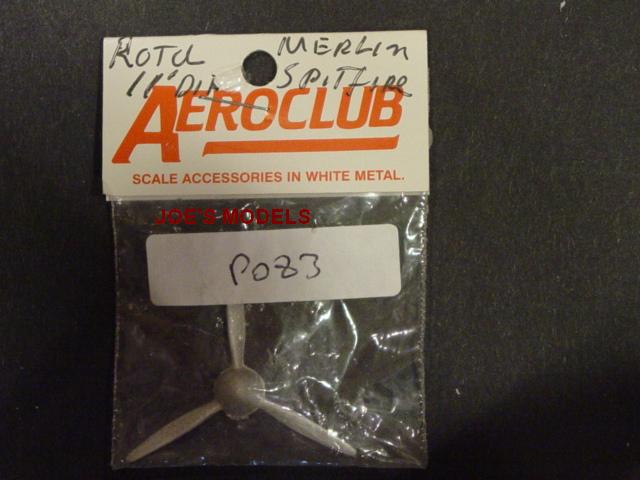 ROTOL MERLIN
11' DIA SPITFIRE
AEROCLUB
SCALE ACCESSORIES IN WHITE METAL.
JOE'S MODELS
P083